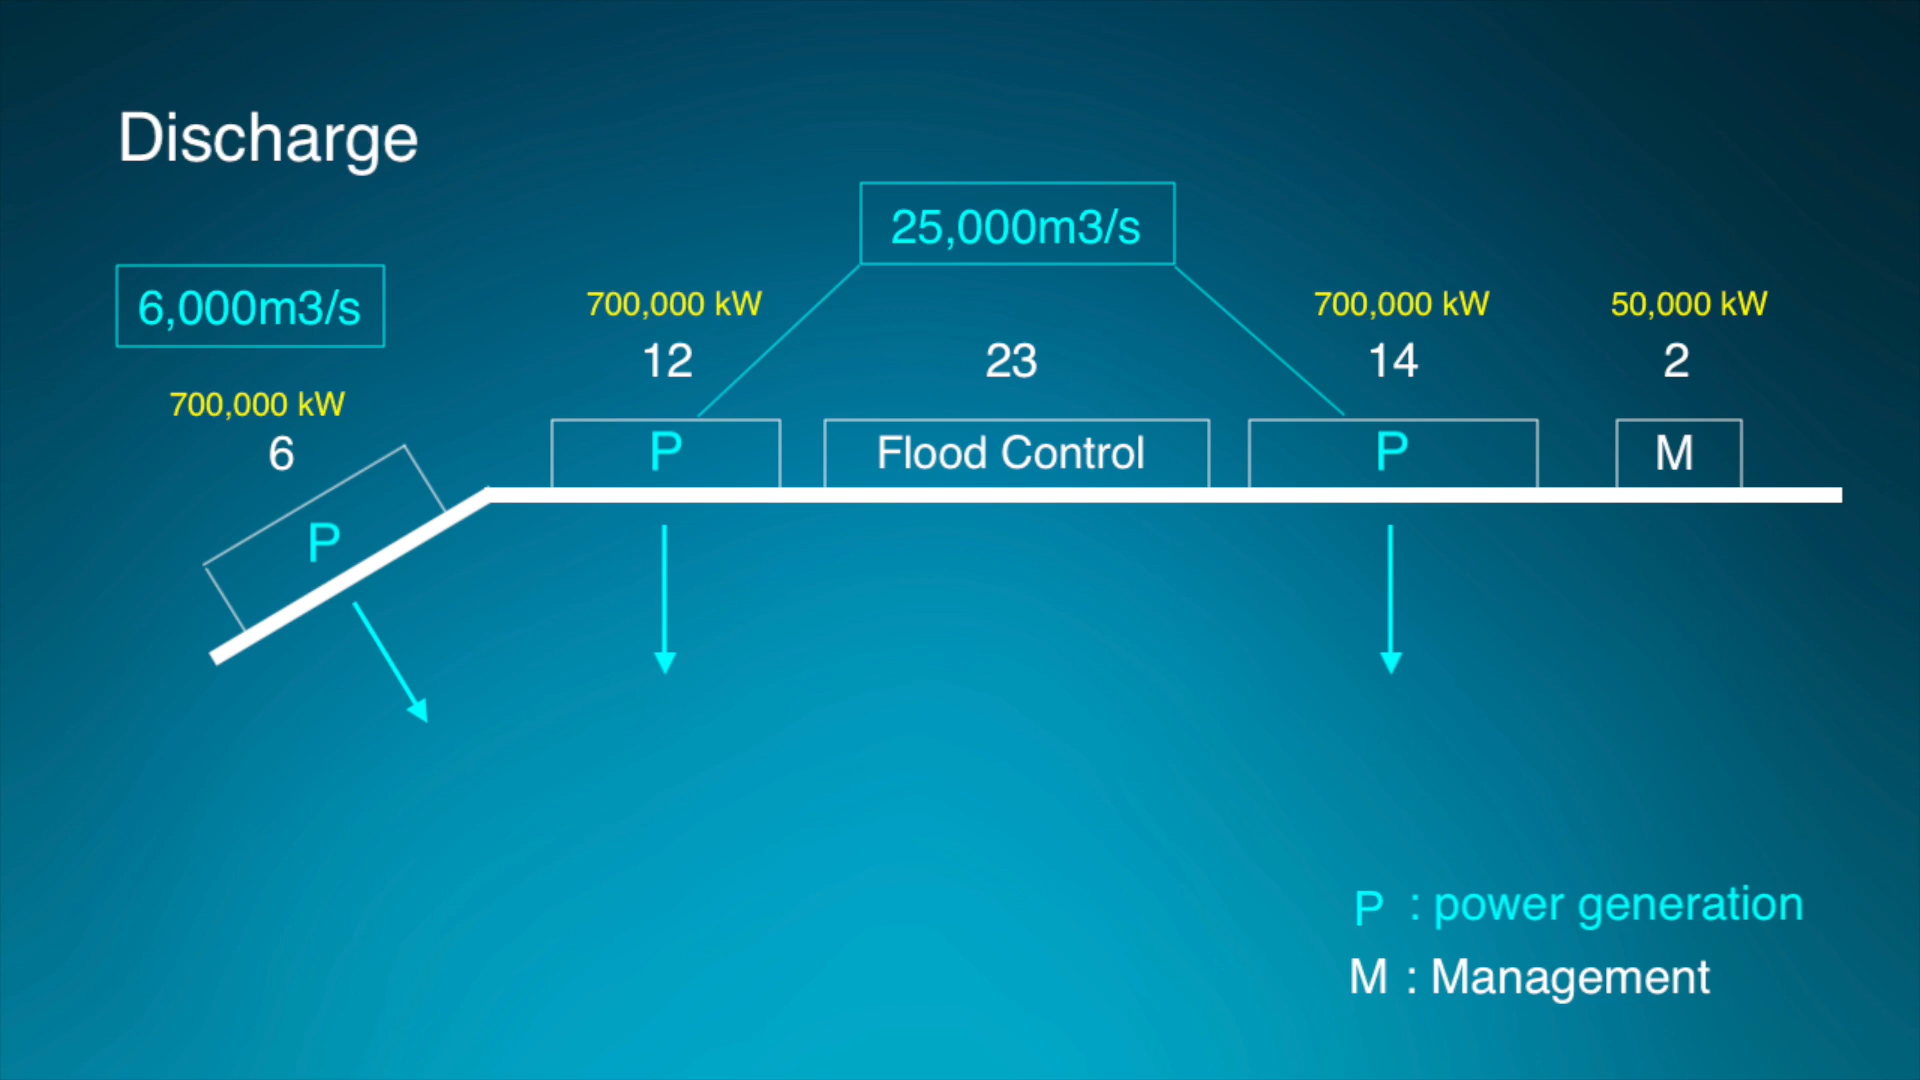 Discharge
25,000m3/s
6,000m3/s
700,000 kW
700,000 kW
50,000 kW
12
23
14
2
700,000 kW
6
P
Flood Control
P
M
P
P : power generation
M : Management